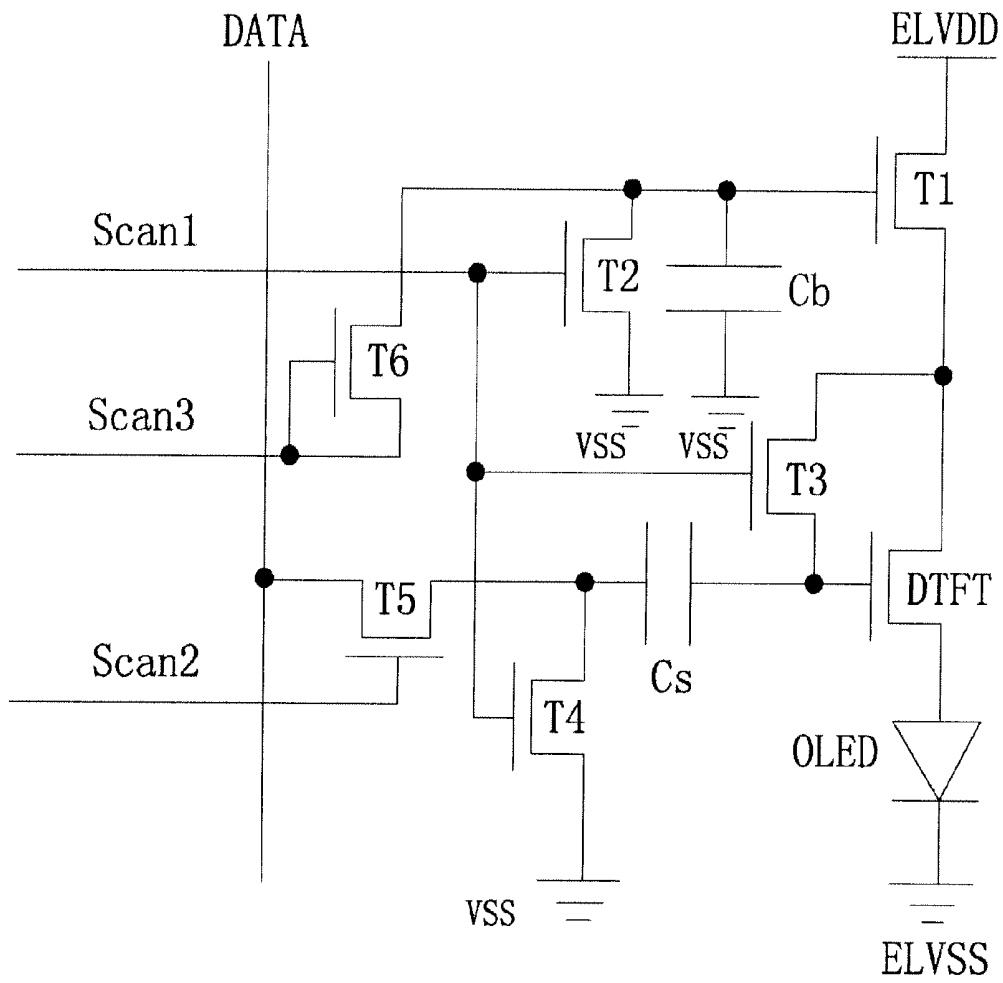 DATA
ELVDD
T1
Scan1
T2
Cb
T6
Scan3
VSS
VSS
T3
T5
DTFT
Scan2
Cs
T4
OLED
VSS
ELVSS